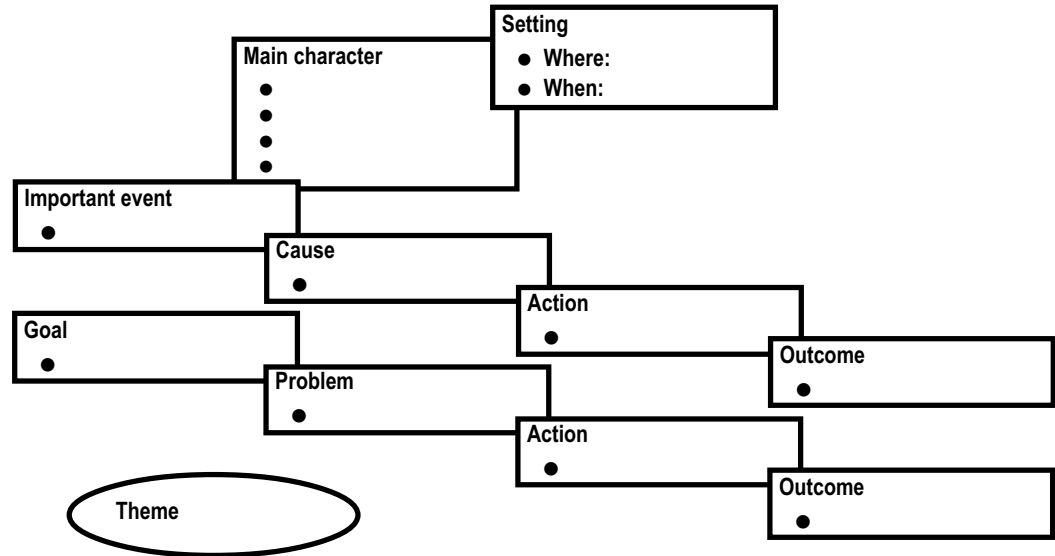 Setting
● Where:
● When:
Main character
●
●
●
●
Important event
●
Cause
●
Action
●
Outcome
●
Goal
●
Problem
●
Action
●
Outcome
●
Theme